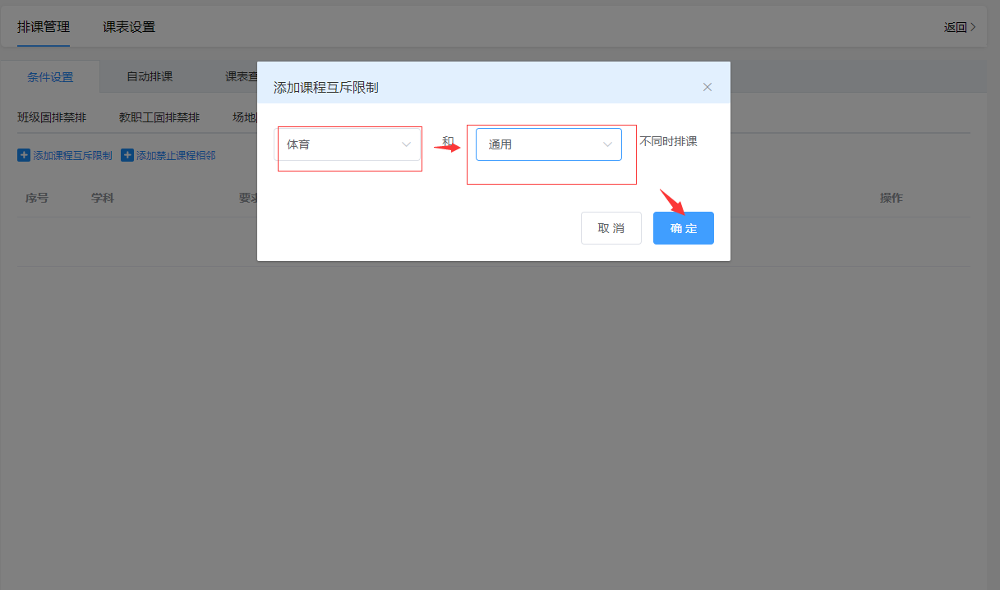 排课管理 课表设置 返回
条件设置 自动排课 课表查
添加课程互斥限制
班级固排禁排 教职工固排禁排 场地
体育 和 通用 不同时排课
添加课程互斥限制 添加禁止课程相邻
序号 学科 要求 操作
取消 确定